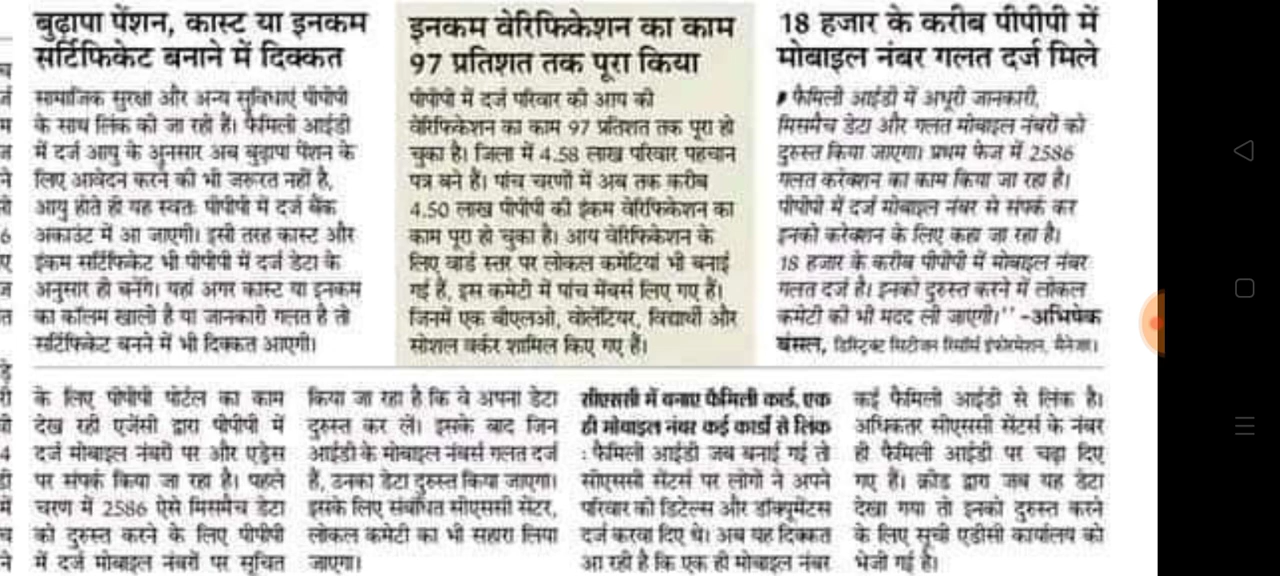 बुढ़ापा पेंशन, कास्ट या इनकम
सर्टिफिकेट बनाने में दिक्कत
सामाजिक सुरक्षा और अन्य सुविधाएं पीपीपी
के साथ लिंक की जा रही हैं। फैमिली आईडी
में दर्ज आयु के अनुसार अब बुढ़ापा पेंशन के
लिए आवेदन करने की भी जरूरत नहीं है,
आयु होते ही यह स्वतः पीपीपी में दर्ज बैंक
अकाउंट में आ जाएगी। इसी तरह कास्ट और
इंकम सर्टिफिकेट भी पीपीपी में दर्ज डेटा के
अनुसार ही बनेंगे। यहां अगर कास्ट या इनकम
का कॉलम खाली है या जानकारी गलत है तो
सर्टिफिकेट बनने में भी दिक्कत आएगी।
इनकम वेरिफिकेशन का काम
97 प्रतिशत तक पूरा किया
पीपीपी में दर्ज परिवार की आय की
वेरिफिकेशन का काम 97 प्रतिशत तक पूरा हो
चुका है। जिला में 4.58 लाख परिवार पहचान
पत्र बने हैं। पांच चरणों में अब तक करीब
4.50 लाख पीपीपी की इंकम वेरिफिकेशन का
काम पूरा हो चुका है। आय वेरिफिकेशन के
लिए वार्ड स्तर पर लोकल कमेटियां भी बनाई
गई हैं, इस कमेटी में पांच मेंबर्स लिए गए हैं।
जिनमें एक बीएलओ, वोलेंटियर, विद्यार्थी और
सोशल वर्कर शामिल किए गए हैं।
18 हजार के करीब पीपीपी में
मोबाइल नंबर गलत दर्ज मिले
फैमिली आईडी में अधूरी जानकारी,
मिसमैच डेटा और गलत मोबाइल नंबरों को
दुरुस्त किया जाएगा। प्रथम फेज में 2586
गलत करेक्शन का काम किया जा रहा है।
पीपीपी में दर्ज मोबाइल नंबर से संपर्क कर
इनको करेक्शन के लिए कहा जा रहा है।
18 हजार के करीब पीपीपी में मोबाइल नंबर
गलत दर्ज है। इनको दुरुस्त करने में लोकल
कमेटी की भी मदद ली जाएगी।'' -अभिषेक
बंसल, डिस्ट्रिक्ट सिटीजन रिसोर्स इंफोरमेशन, मैनेजर।
के लिए पीपीपी पोर्टल का काम
देख रही एजेंसी द्वारा पीपीपी में
दर्ज मोबाइल नंबरों पर और एड्रेस
पर संपर्क किया जा रहा है। पहले
चरण में 2586 ऐसे मिसमैच डेटा
को दुरुस्त करने के लिए पीपीपी
में दर्ज मोबाइल नंबरों पर सूचित
किया जा रहा है कि वे अपना डेटा
दुरुस्त कर लें। इसके बाद जिन
आईडी के मोबाइल नंबर्स गलत दर्ज
हैं, उनका डेटा दुरुस्त किया जाएगा।
इसके लिए संबंधित सीएससी सेंटर,
लोकल कमेटी का भी सहारा लिया
जाएगा।
सीएससी में बनाए फैमिली कार्ड, एक
ही मोबाइल नंबर कई कार्डों से लिंक
: फैमिली आईडी जब बनाई गई तो
सीएससी सेंटर्स पर लोगों ने अपने
परिवार की डिटेल्स और डॉक्यूमेंटस
दर्ज करवा दिए थे। अब यह दिक्कत
आ रही है कि एक ही मोबाइल नंबर
कई फैमिली आईडी से लिंक है।
अधिकतर सीएससी सेंटर्स के नंबर
ही फैमिली आईडी पर चढ़ा दिए
गए हैं। क्रीड द्वारा जब यह डेटा
देखा गया तो इनको दुरुस्त करने
के लिए सूची एडीसी कार्यालय को
भेजी गई है।